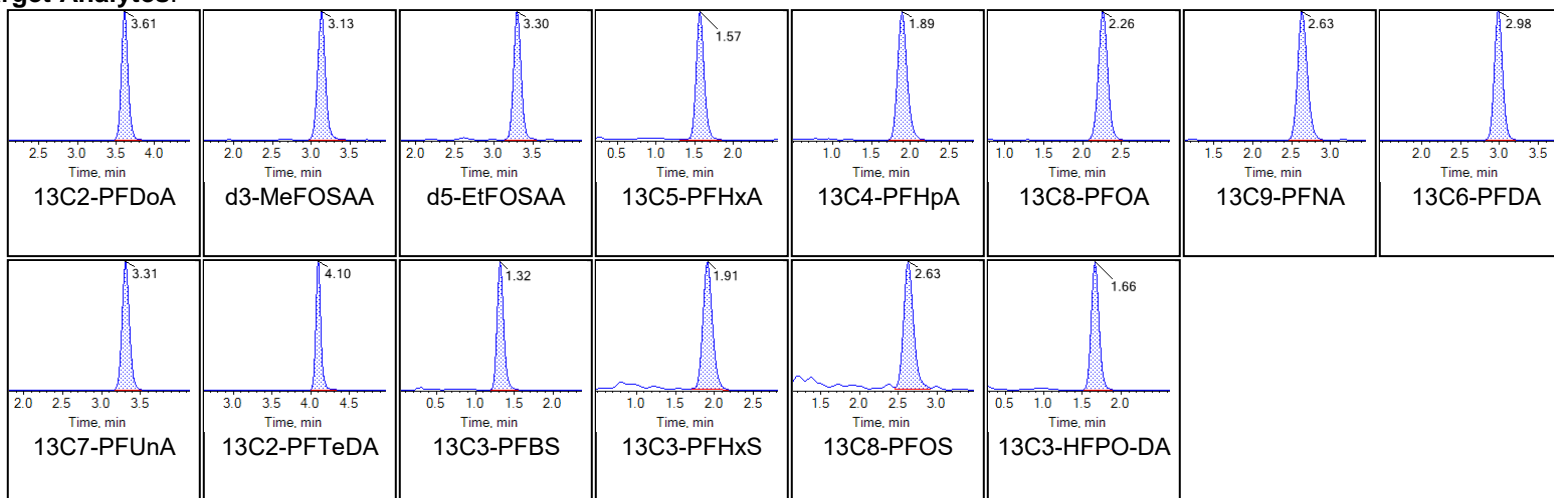 3.61
2.5 3.0 3.5 4.0
Time, min
13C2-PFDoA
3.13
2.0 2.5 3.0 3.5
Time, min
d3-MeFOSAA
3.30
2.0 2.5 3.0 3.5
Time, min
d5-EtFOSAA
1.57
0.5 1.0 1.5 2.0
Time, min
13C5-PFHxA
1.89
1.0 1.5 2.0 2.5
Time, min
13C4-PFHpA
2.26
1.0 1.5 2.0 2.5
Time, min
13C8-PFOA
2.63
1.5 2.0 2.5 3.0
Time, min
13C9-PFNA
2.98
2.0 2.5 3.0 3.5
Time, min
13C6-PFDA
3.31
2.0 2.5 3.0 3.5
Time, min
13C7-PFUnA
4.10
3.0 3.5 4.0 4.5
Time, min
13C2-PFTeDA
1.32
0.5 1.0 1.5 2.0
Time, min
13C3-PFBS
1.91
1.0 1.5 2.0 2.5
Time, min
13C3-PFHxS
2.63
1.5 2.0 2.5 3.0
Time, min
13C8-PFOS
1.66
0.5 1.0 1.5 2.0
Time, min
13C3-HFPO-DA